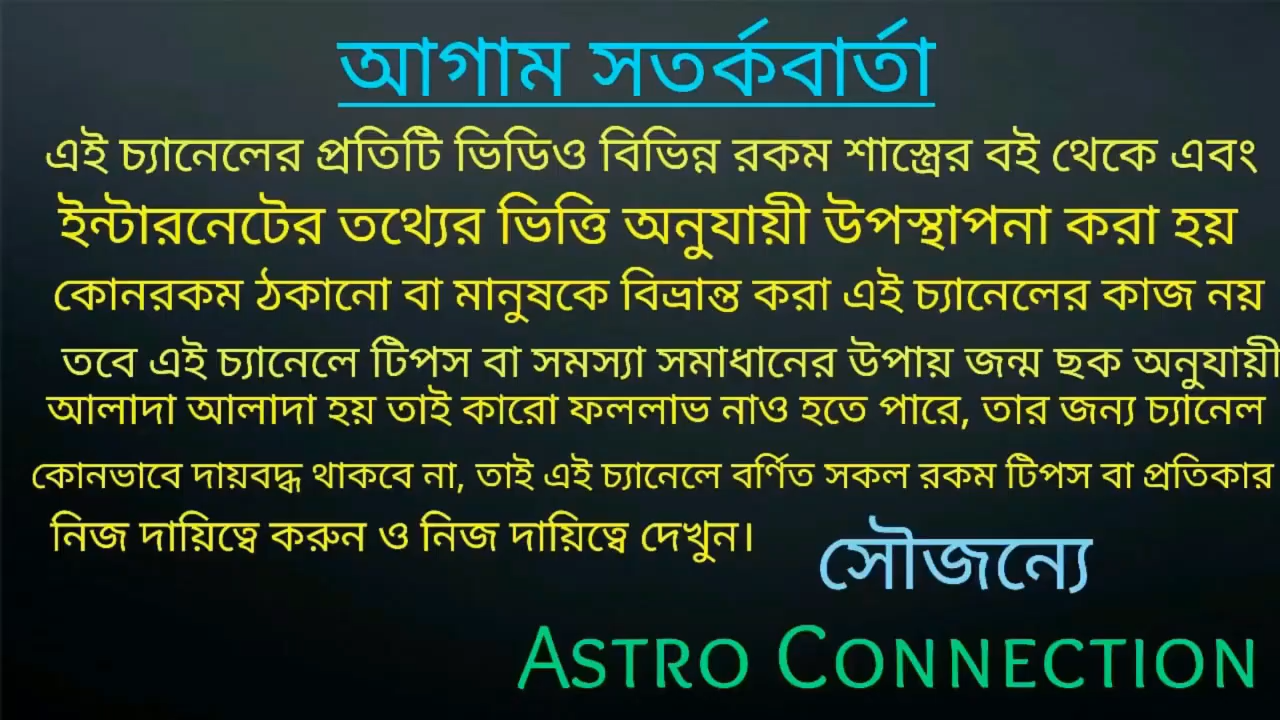 আগাম সতর্কবার্তা
এই চ্যানেলের প্রতিটি ভিডিও বিভিন্ন রকম শাস্ত্রের বই থেকে এবং
ইন্টারনেটের তথ্যের ভিত্তি অনুযায়ী উপস্থাপনা করা হয়
কোনরকম ঠকানো বা মানুষকে বিভ্রান্ত করা এই চ্যানেলের কাজ নয়
তবে এই চ্যানেলে টিপস বা সমস্যা সমাধানের উপায় জন্ম ছক অনুযায়ী
আলাদা আলাদা হয় তাই কারো ফললাভ নাও হতে পারে, তার জন্য চ্যানেল
কোনভাবে দায়বদ্ধ থাকবে না, তাই এই চ্যানেলে বর্ণিত সকল রকম টিপস বা প্রতিকার
নিজ দায়িত্বে করুন ও নিজ দায়িত্বে দেখুন।
সৌজন্যে
ASTRO CONNECTION